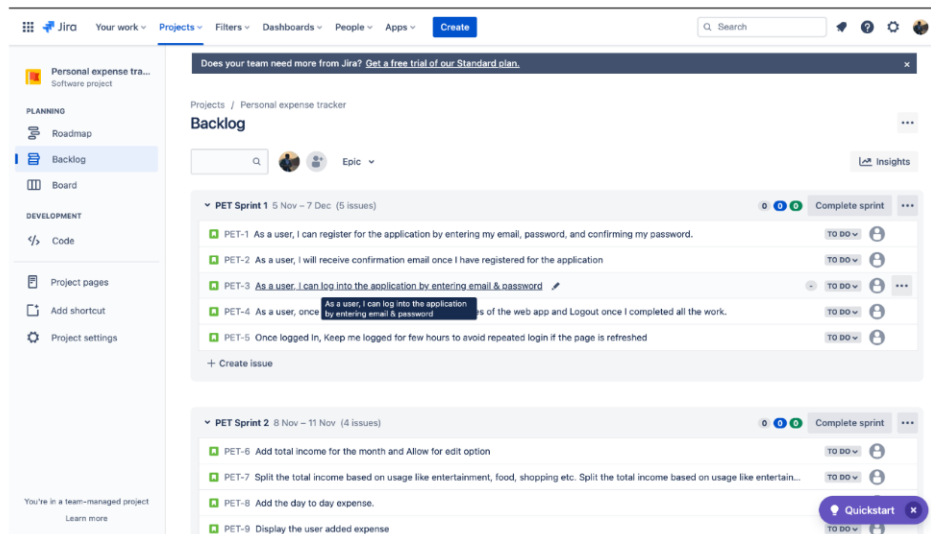 Jira Your work Projects Filters Dashboards People Apps Create Search
Personal expense tra...
Software project
PLANNING
Roadmap
Backlog
Board
DEVELOPMENT
Code
Project pages
Add shortcut
Project settings
You're in a team-managed project
Learn more
Does your team need more from Jira? Get a free trial of our Standard plan.
Projects / Personal expense tracker
Backlog
Epic Insights
PET Sprint 1 5 Nov – 7 Dec (5 issues) 0 0 0 Complete sprint
PET-1 As a user, I can register for the application by entering my email, password, and confirming my password. TO DO
PET-2 As a user, I will receive confirmation email once I have registered for the application TO DO
PET-3 As a user, I can log into the application by entering email & password - TO DO
As a user, I can log into the application
by entering email & password
PET-4 As a user, once es of the web app and Logout once I completed all the work. TO DO
PET-5 Once logged In, Keep me logged for few hours to avoid repeated login if the page is refreshed TO DO
+ Create issue
PET Sprint 2 8 Nov – 11 Nov (4 issues) 0 0 0 Complete sprint
PET-6 Add total income for the month and Allow for edit option TO DO
PET-7 Split the total income based on usage like entertainment, food, shopping etc. Split the total income based on usage like entertain... TO DO
PET-8 Add the day to day expense.
Quickstart
PET-9 Display the user added expense TO DO